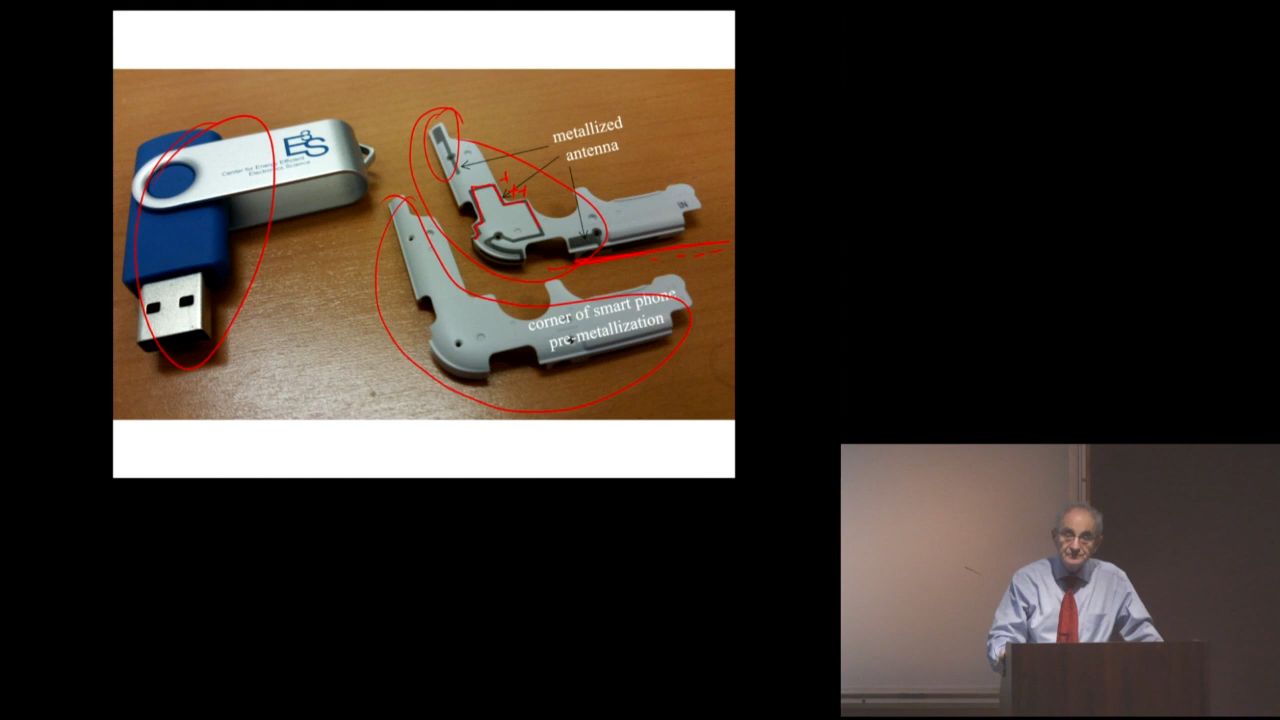 E³S
Center for Energy Efficient
Electronics Science
metallized
antenna
corner of smart phone
pre-metallization